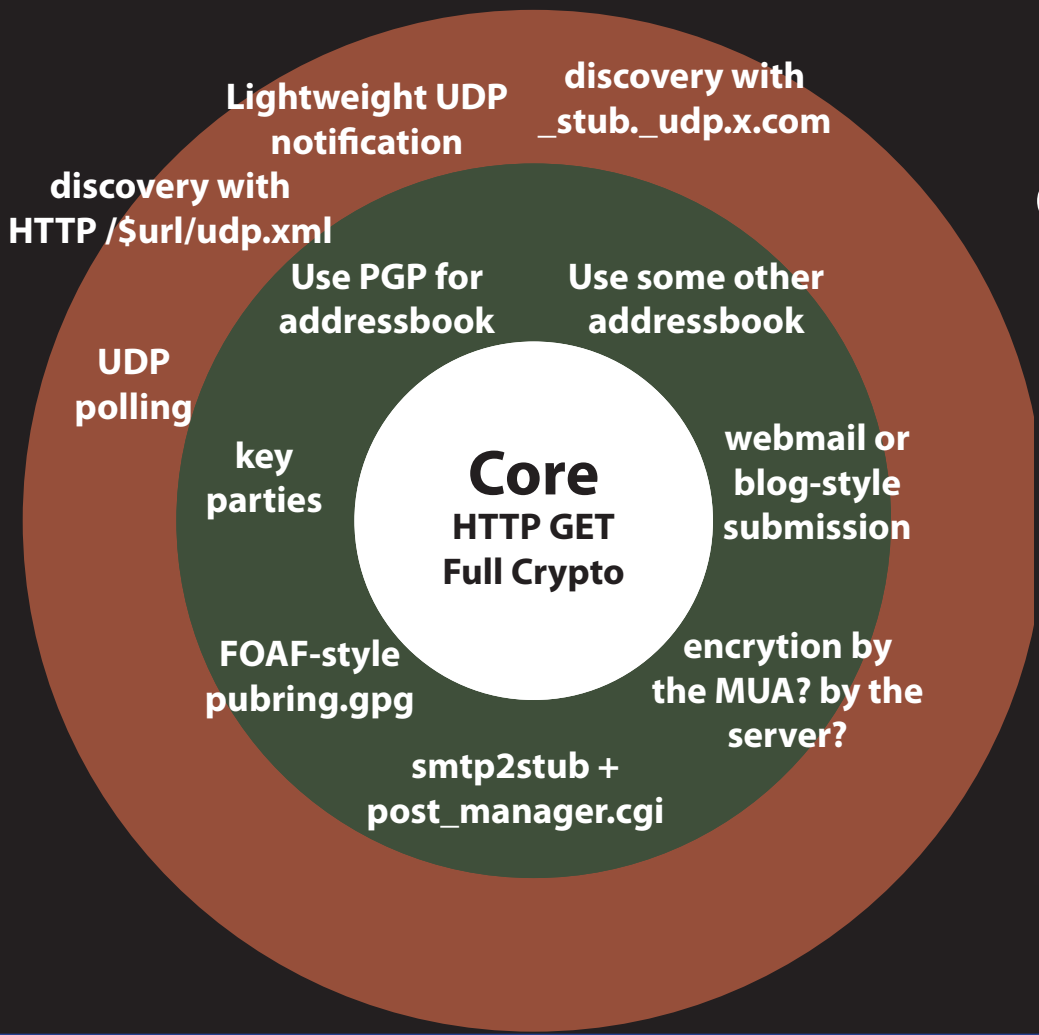 discovery with
_stub._udp.x.com
Lightweight UDP
notification
discovery with
HTTP /$url/udp.xml
Use PGP for
addressbook
Use some other
addressbook
UDP
polling
key
parties
Core
HTTP GET
Full Crypto
webmail or
blog-style
submission
FOAF-style
pubring.gpg
encrytion by
the MUA? by the
server?
smtp2stub +
post_manager.cgi